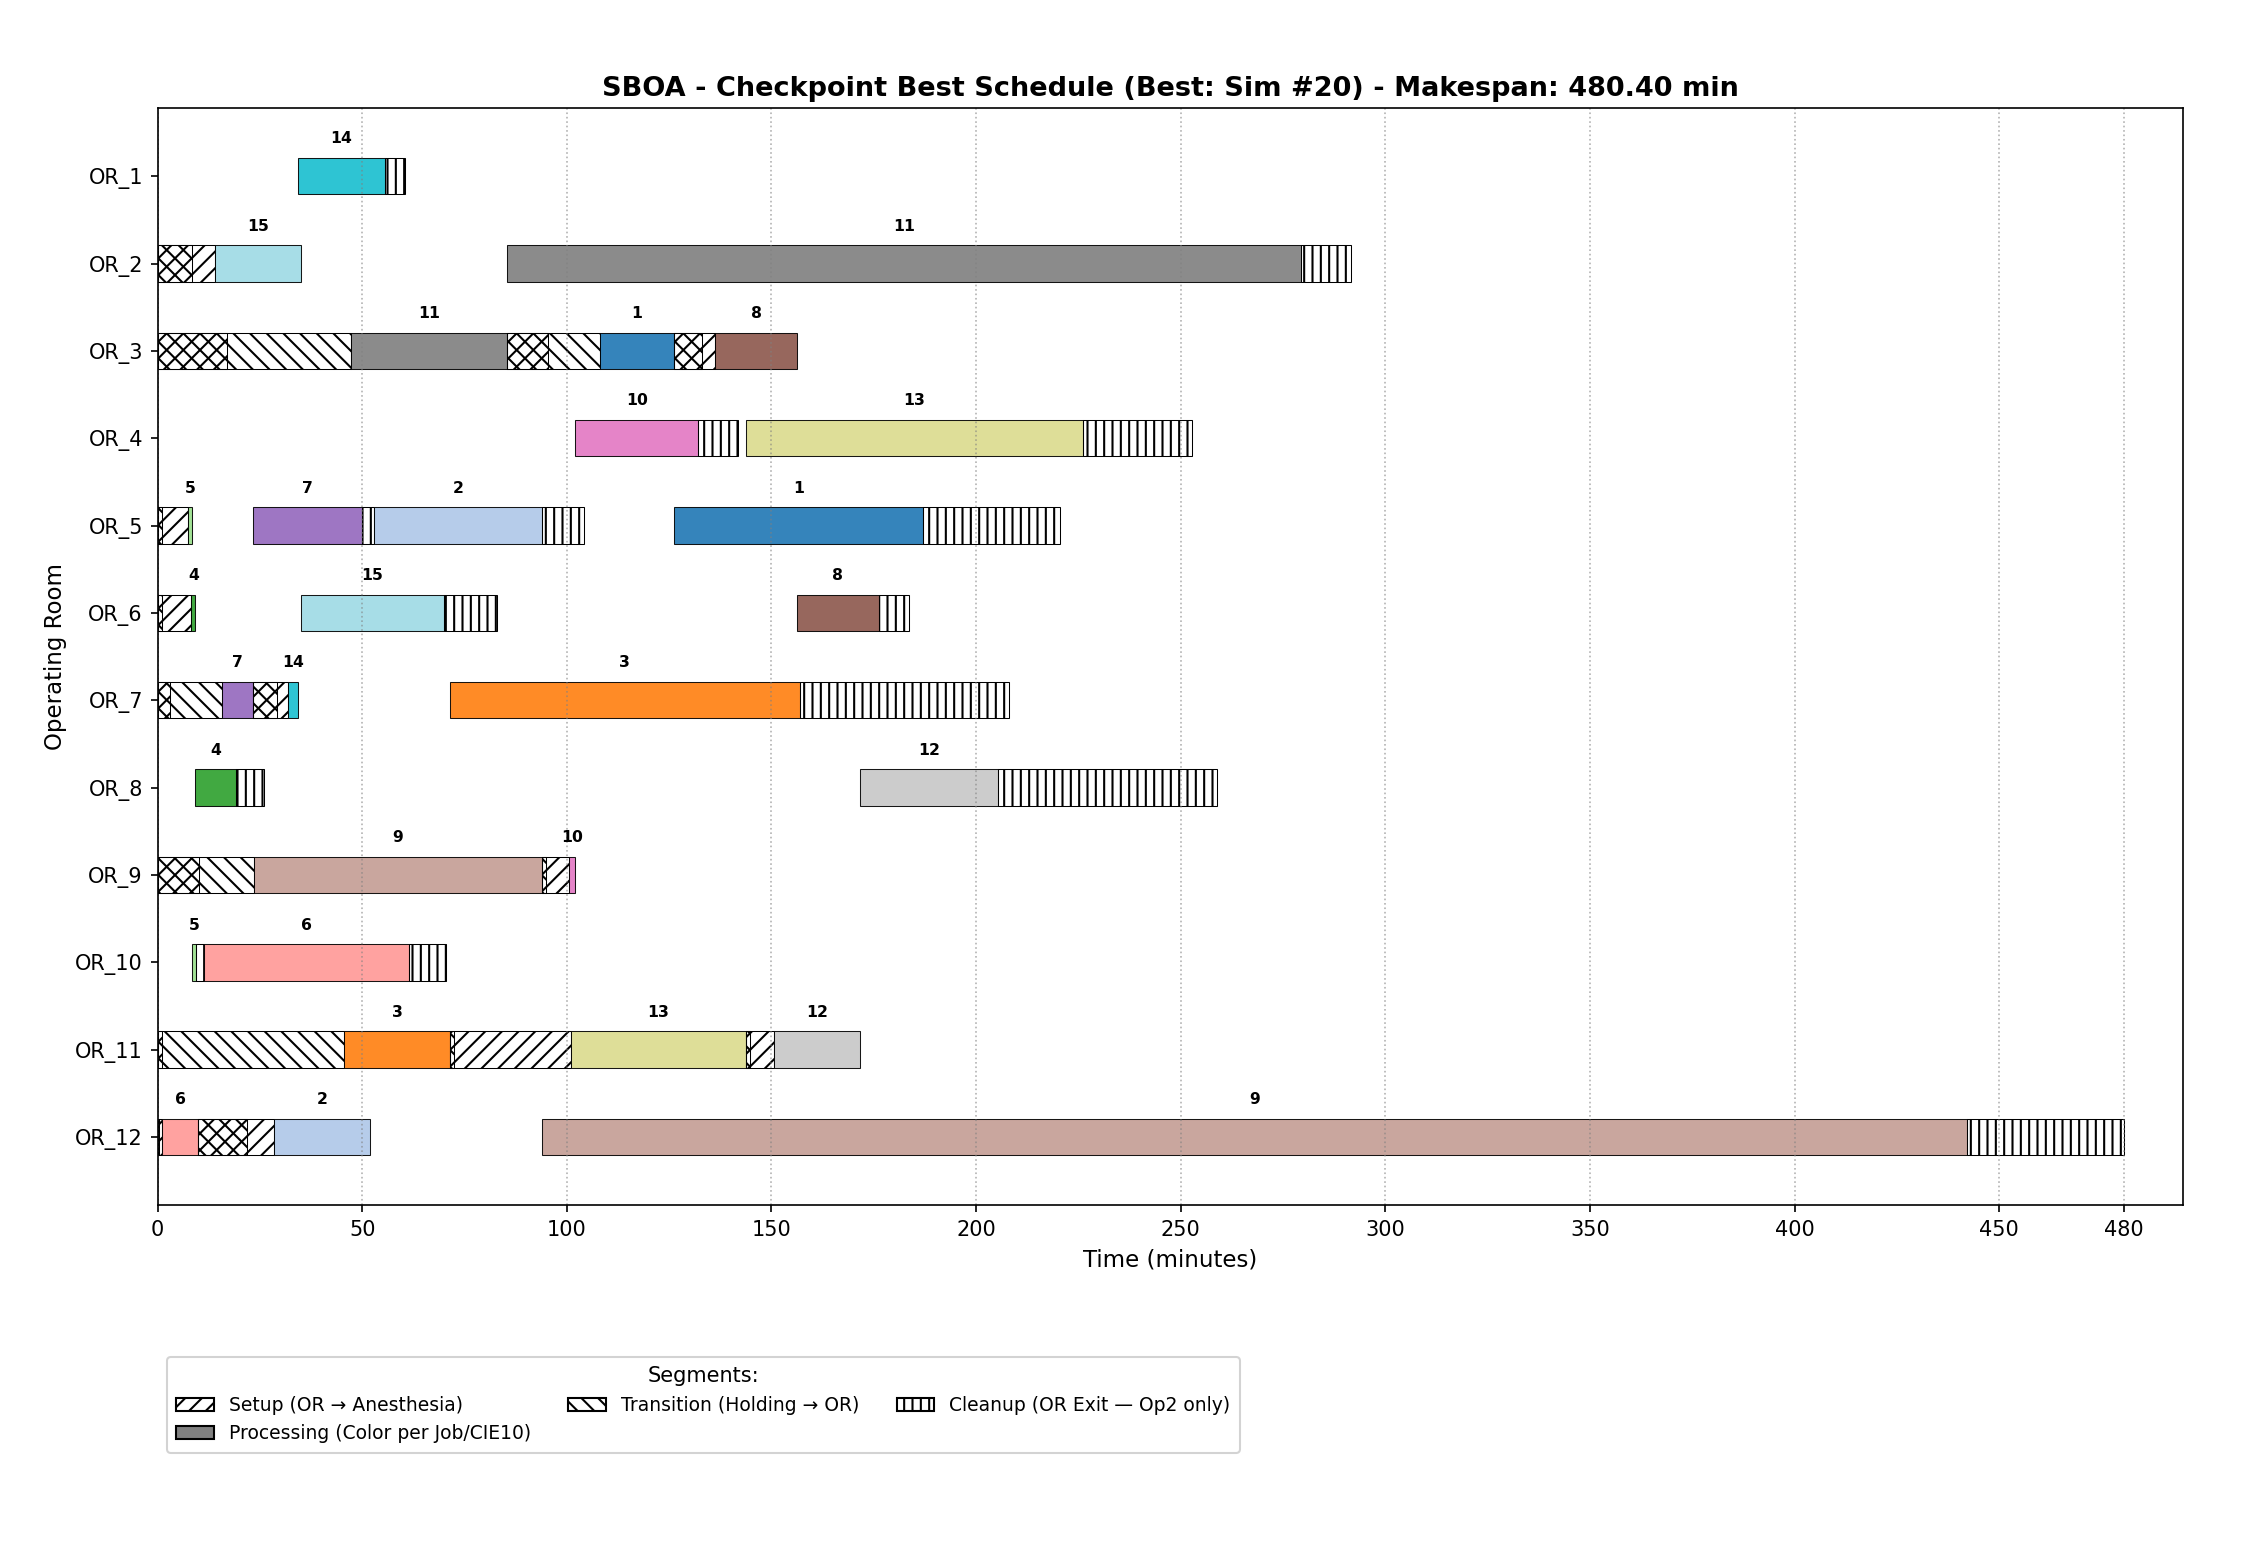 SBOA - Checkpoint Best Schedule (Best: Sim #20) - Makespan: 480.40 min
14
OR_1
15 11
OR_2
11 1 8
OR_3
10 13
OR_4
5 7 2 1
OR_5
4 15 8
OR_6
7 14 3
OR_7
4 12
OR_8
9 10
OR_9
5 6
OR_10
3 13 12
OR_11
6 2 9
OR_12
Operating Room
0 50 100 150 200 250 300 350 400 450 480
Time (minutes)
Segments:
Setup (OR → Anesthesia) Transition (Holding → OR) Cleanup (OR Exit — Op2 only)
Processing (Color per Job/CIE10)